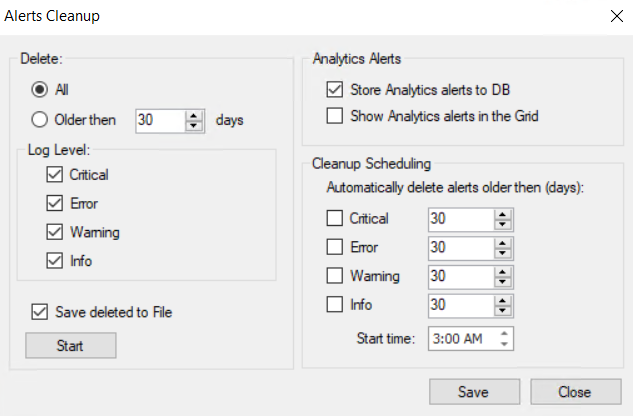 Alerts Cleanup
Delete:
All
Older then 30 days
Log Level:
Critical
Error
Warning
Info
Save deleted to File
Start
Analytics Alerts
Store Analytics alerts to DB
Show Analytics alerts in the Grid
Cleanup Scheduling
Automatically delete alerts older then (days):
Critical 30
Error 30
Warning 30
Info 30
Start time: 3:00 AM
Save Close